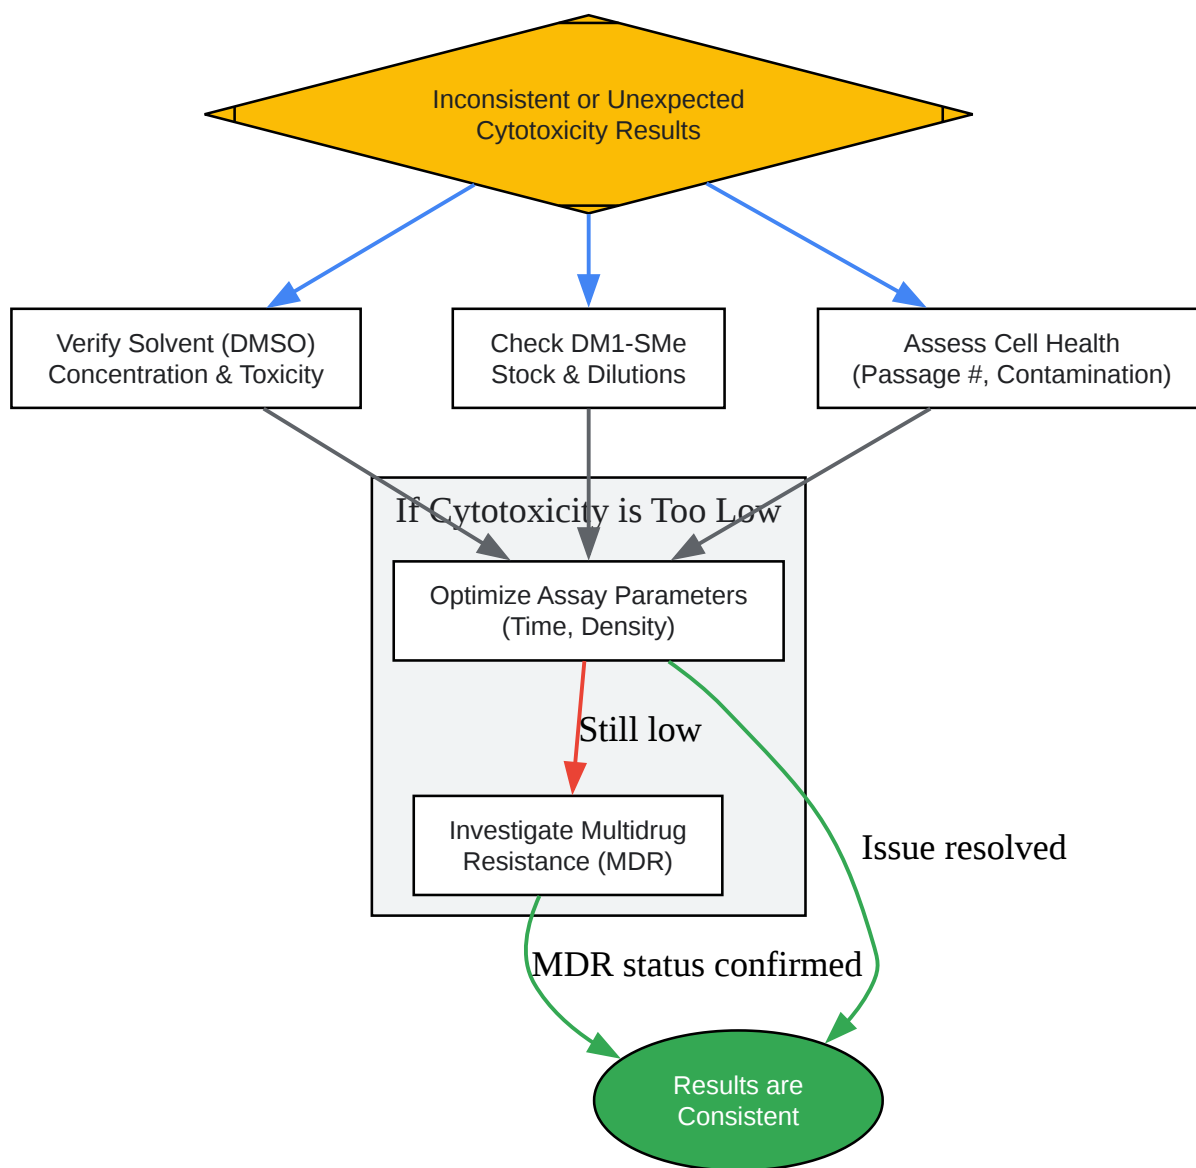 Inconsistent or Unexpected
Cytotoxicity Results
Verify Solvent (DMSO)
Concentration & Toxicity
Check DM1-SMe
Stock & Dilutions
Assess Cell Health
(Passage #, Contamination)
If Cytotoxicity is Too Low
Optimize Assay Parameters
(Time, Density)
Still low
Investigate Multidrug
Resistance (MDR)
Issue resolved
MDR status confirmed
Results are
Consistent